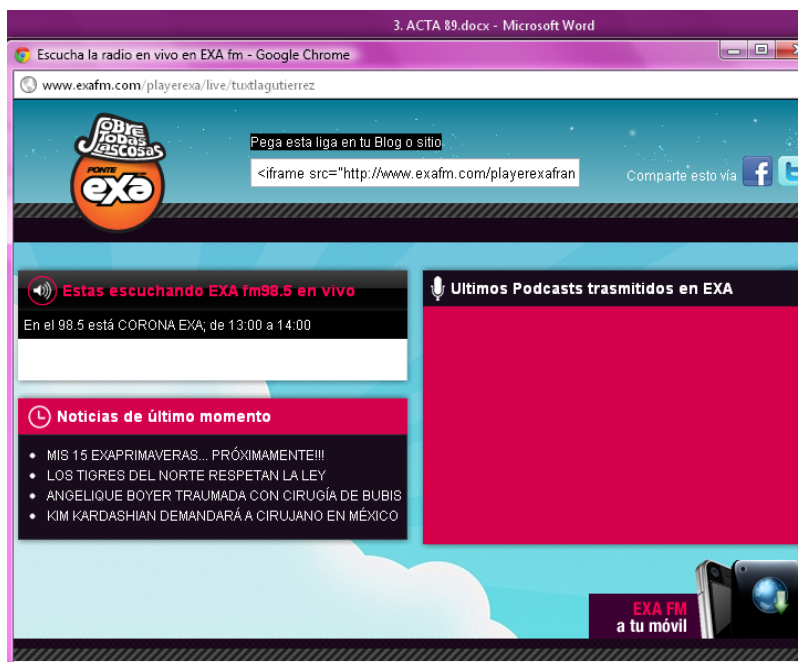 3. ACTA 89.docx - Microsoft Word
Escucha la radio en vivo en EXA fm - Google Chrome
www.exafm.com/playerexa/live/tuxtlagutierrez
SOBRE
TODAS
LASCOSAS
PONTE
exa
Pega esta liga en tu Blog o sitio
<iframe src="http://www.exafm.com/playerexafran
Comparte esto vía
Estas escuchando EXA fm98.5 en vivo
En el 98.5 está CORONA EXA; de 13:00 a 14:00
Ultimos Podcasts trasmitidos en EXA
Noticias de último momento
• MIS 15 EXAPRIMAVERAS... PRÓXIMAMENTE!!!
• LOS TIGRES DEL NORTE RESPETAN LA LEY
• ANGELIQUE BOYER TRAUMADA CON CIRUGÍA DE BUBIS
• KIM KARDASHIAN DEMANDARÁ A CIRUJANO EN MÉXICO
EXA FM
a tu móvil